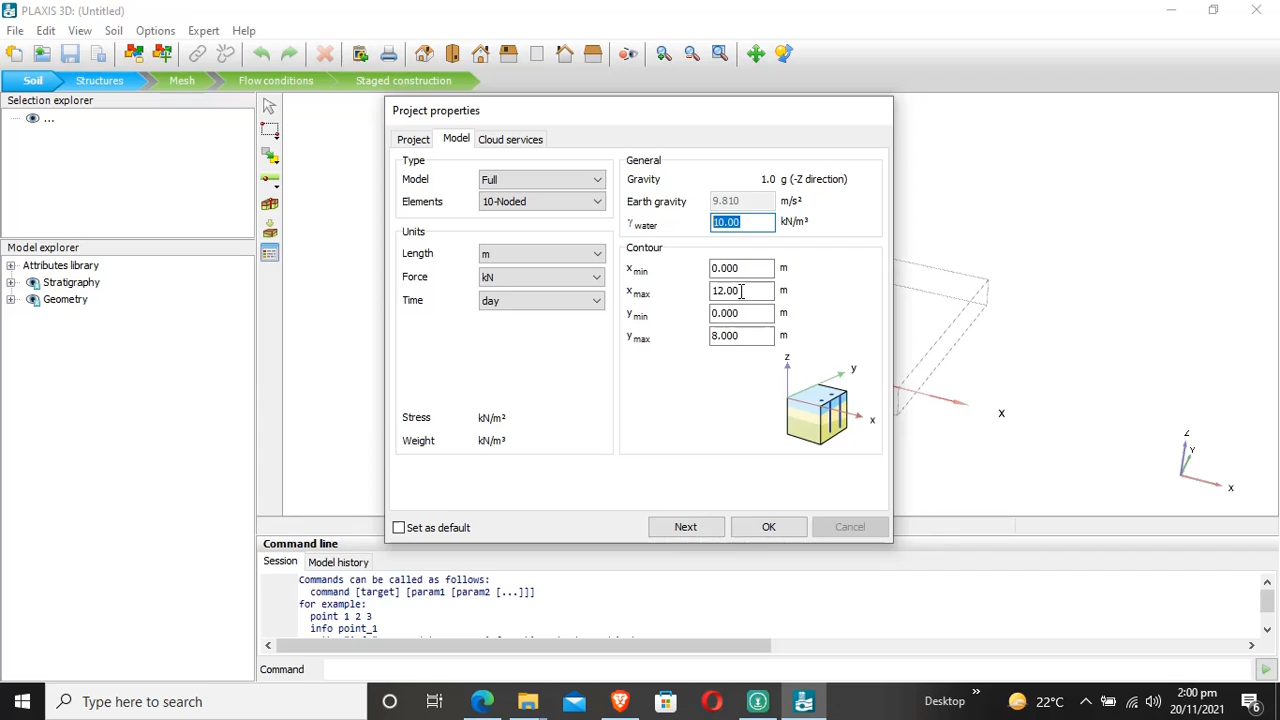 PLAXIS 3D: (Untitled)
File Edit View Soil Options Expert Help
Soil Structures Mesh Flow conditions Staged construction
Selection explorer
...
Model explorer
Attributes library
Stratigraphy
Geometry
Project properties
Project Model Cloud services
Type
Model Full
Elements 10-Noded
Units
Length m
Force kN
Time day
Stress kN/m²
Weight kN/m³
General
Gravity 1.0 g (-Z direction)
Earth gravity 9.810 m/s²
γ water 10.00 kN/m³
Contour
x min 0.000 m
x max 12.00 m
y min 0.000 m
y max 8.000 m
z
y
x
Set as default
Next OK Cancel
X
Z
Y
X
Command line
Session Model history
Commands can be called as follows:
command [target] [param1 [param2 [...]]]
for example:
point 1 2 3
info point_1
Command
Type here to search
Desktop
22°C
2:00 pm
20/11/2021
6